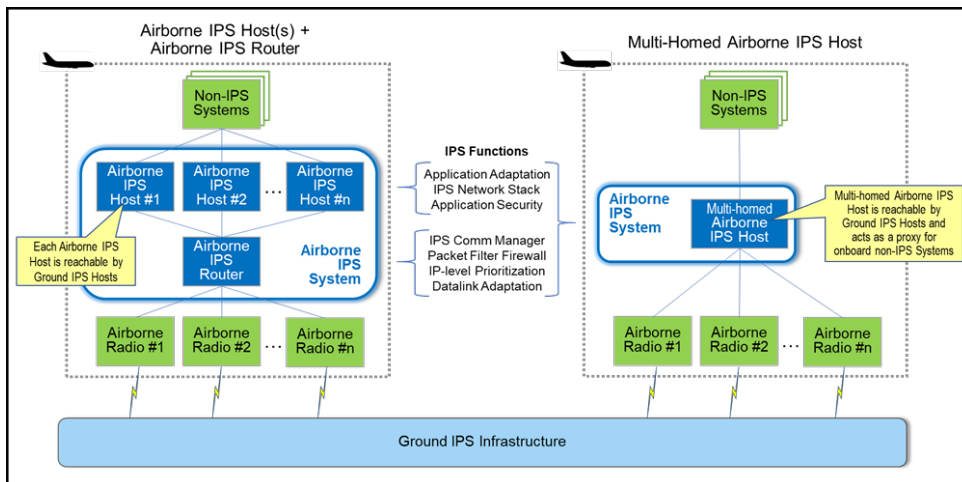 Airborne IPS Host(s) +
Airborne IPS Router
Multi-Homed Airborne IPS Host
Non-IPS
Systems
Airborne
IPS
Host #1
Airborne
IPS
Host #2
...
Airborne
IPS
Host #n
Each Airborne IPS
Host is reachable by
Ground IPS Hosts
Airborne
IPS
Router
Airborne
IPS
System
Airborne
Radio #1
Airborne
Radio #2
...
Airborne
Radio #n
IPS Functions
Application Adaptation
IPS Network Stack
Application Security
IPS Comm Manager
Packet Filter Firewall
IP-level Prioritization
Datalink Adaptation
Non-IPS
Systems
Airborne
IPS
System
Multi-homed
Airborne
IPS Host
Multi-homed Airborne IPS
Host is reachable by
Ground IPS Hosts and
acts as a proxy for
onboard non-IPS Systems
Airborne
Radio #1
Airborne
Radio #2
...
Airborne
Radio #n
Ground IPS Infrastructure